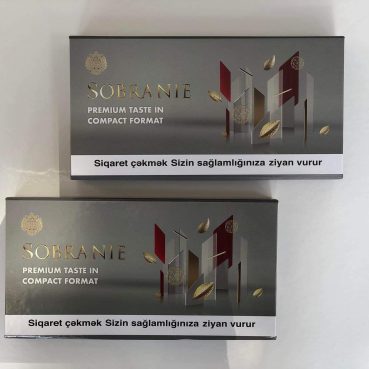 SOBRANIE
PREMIUM TASTE IN
COMPACT FORMAT
Siqaret çəkmək Sizin sağlamlığınıza ziyan vurur
SOBRANIE
PREMIUM TASTE IN
COMPACT FORMAT
Siqaret çəkmək Sizin sağlamlığınıza ziyan vurur